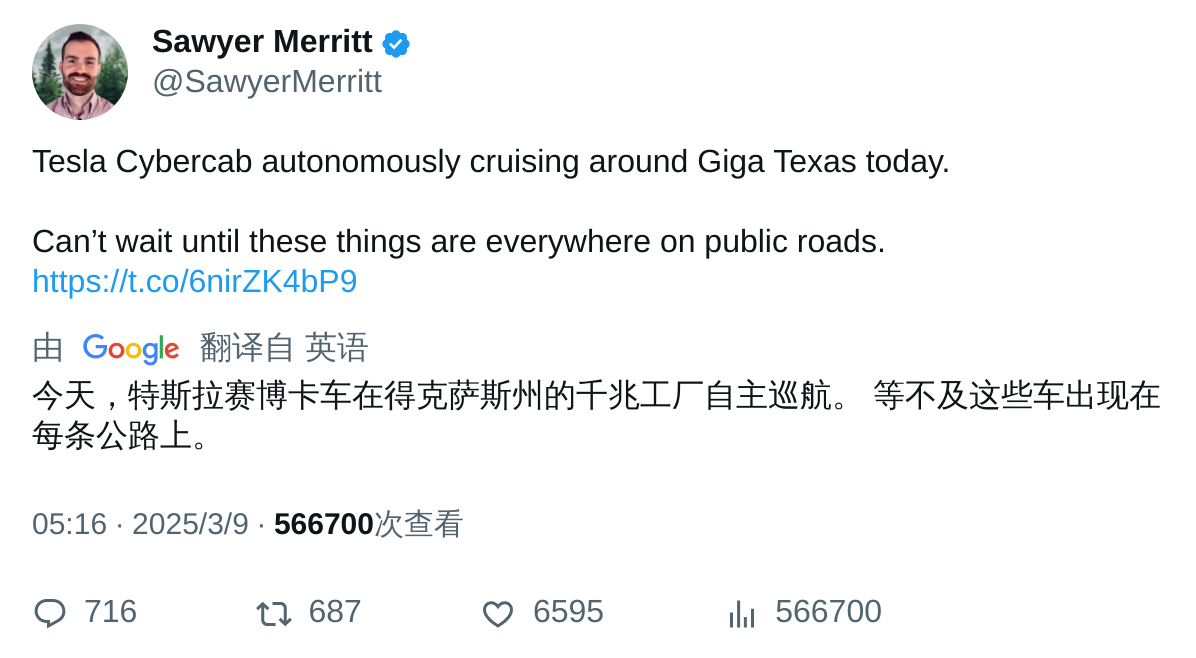 Sawyer Merritt
@SawyerMerritt
Tesla Cybercab autonomously cruising around Giga Texas today.
Can’t wait until these things are everywhere on public roads.
https://t.co/6nirZK4bP9
由 Google 翻译自 英语
今天，特斯拉赛博卡车在得克萨斯州的千兆工厂自主巡航。 等不及这些车出现在
每条公路上。
05:16 · 2025/3/9 · 566700次查看
716 687 6595 566700